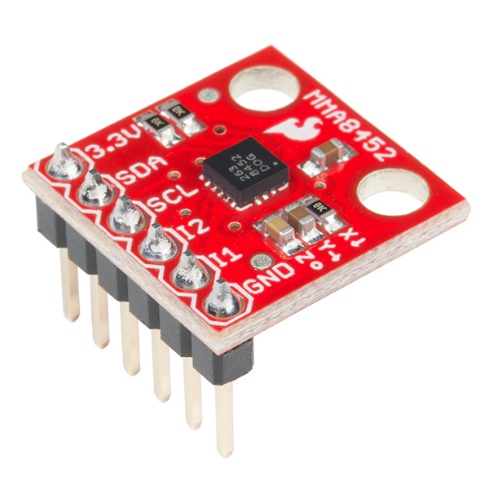 MMA8452
3.3V
SDA
SCL
I2
I1
GND
Z
Y
X